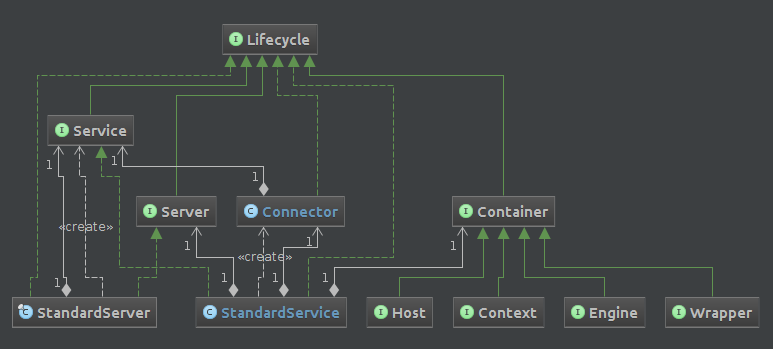 I Lifecycle
I Service
1
1
1
I Server
C Connector
I Container
«create»
1
«create»
1
1
1
1
1
1
C StandardServer
C StandardService
I Host
I Context
I Engine
I Wrapper